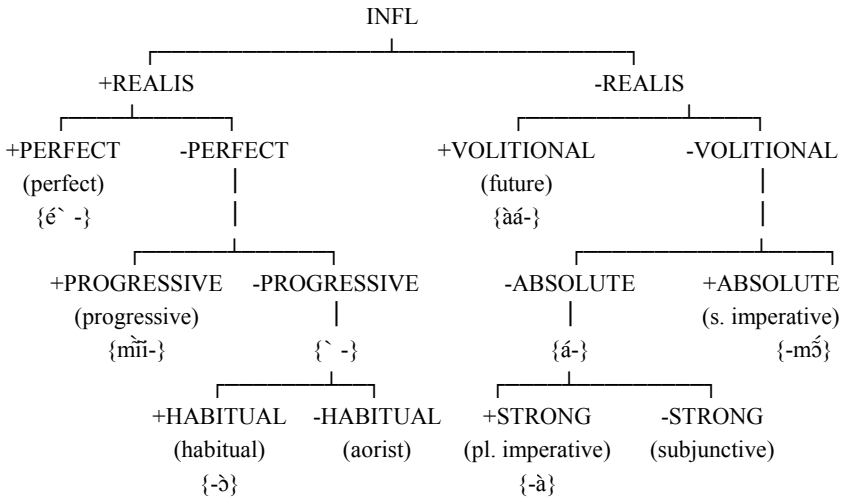 INFL
+REALIS -REALIS
+PERFECT -PERFECT +VOLITIONAL -VOLITIONAL
(perfect) (future)
{é` -} {àá-}
+PROGRESSIVE -PROGRESSIVE -ABSOLUTE +ABSOLUTE
(progressive) (s. imperative)
{mĩ̀ĩ́-} {` -} {á-} {-mɔ̃́}
+HABITUAL -HABITUAL +STRONG -STRONG
(habitual) (aorist) (pl. imperative) (subjunctive)
{-ɔ̀} {-à}